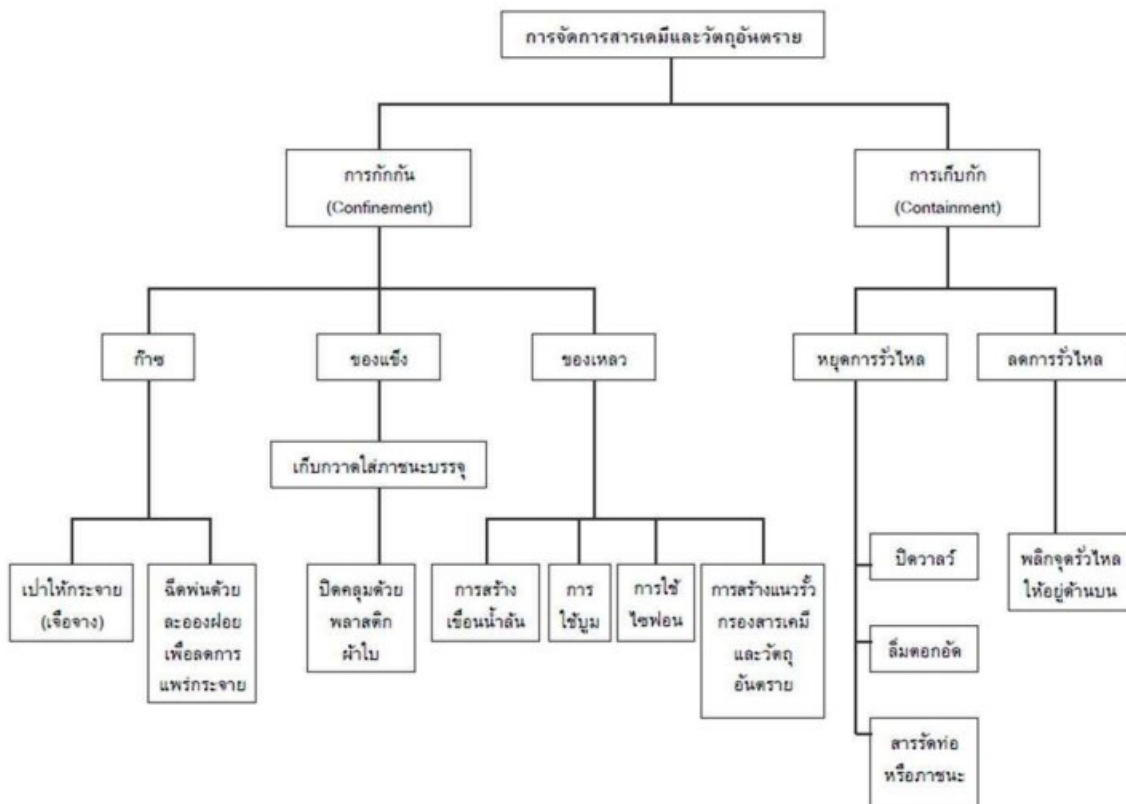 การจัดการสารเคมีและวัตถุอันตราย
การกักกัน
(Confinement)
การเก็บกัก
(Containment)
ก๊าซ
ของแข็ง
ของเหลว
หยุดการรั่วไหล
ลดการรั่วไหล
เก็บกวาดใส่ภาชนะบรรจุ
เป่าให้กระจาย
(เจือจาง)
ฉีดพ่นด้วย
ละอองฝอย
เพื่อลดการ
แพร่กระจาย
ปิดคลุมด้วย
พลาสติก
ผ้าใบ
การสร้าง
เขื่อนน้ำล้น
การ
ใช้บูม
การใช้
ไซฟอน
การสร้างแนวรั้ว
กรองสารเคมี
และวัตถุ
อันตราย
ปิดวาลว์
ลิ่มตอกอัด
สารรัดท่อ
หรือภาชนะ
พลิกจุดรั่วไหล
ให้อยู่ด้านบน